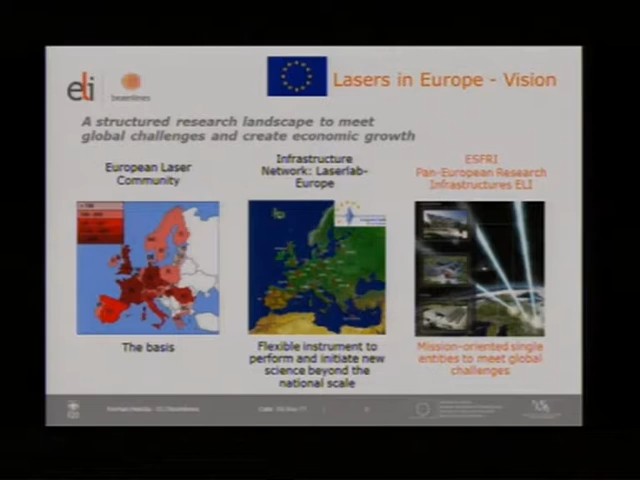 eli
beamlines
Lasers in Europe - Vision
A structured research landscape to meet
global challenges and create economic growth
European Laser
Community
Infrastructure
Network: Laserlab-
Europe
ESFRI
Pan-European Research
Infrastructures ELI
The basis
Flexible instrument to
perform and initiate new
science beyond the
national scale
Mission-oriented single
entities to meet global
challenges